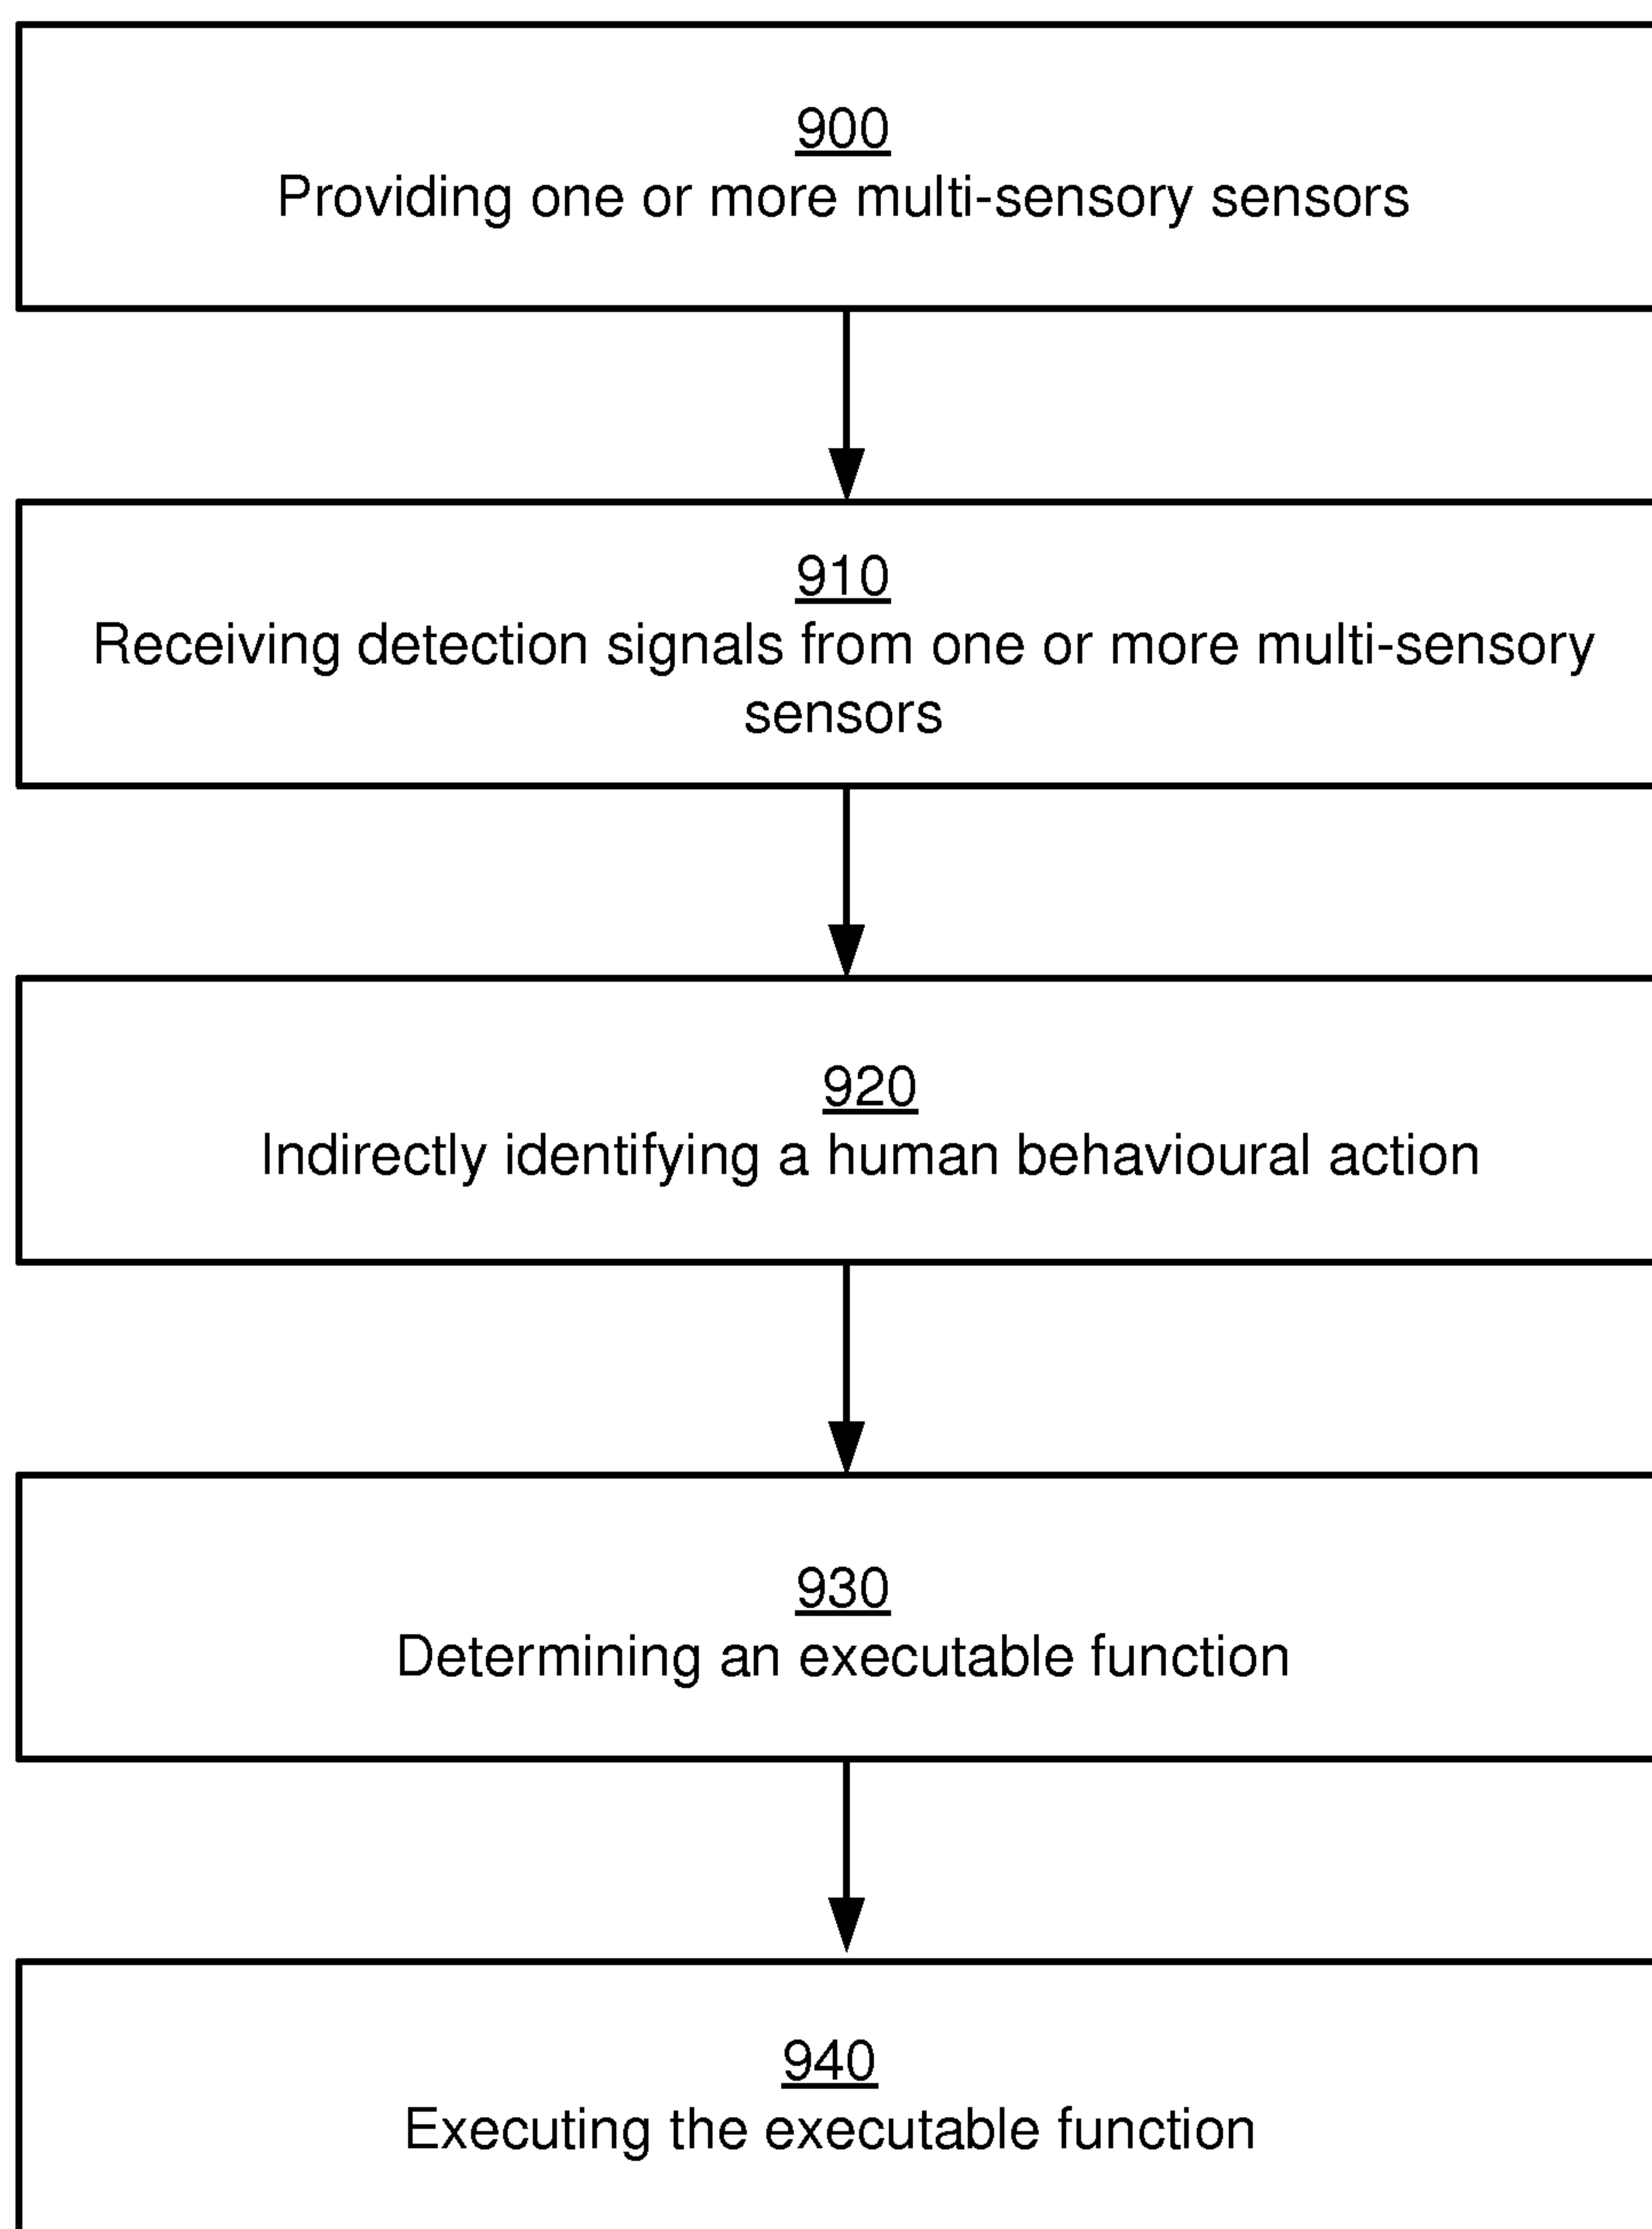 900
Providing one or more multi-sensory sensors
910
Receiving detection signals from one or more multi-sensory
sensors
920
Indirectly identifying a human behavioural action
930
Determining an executable function
940
Executing the executable function